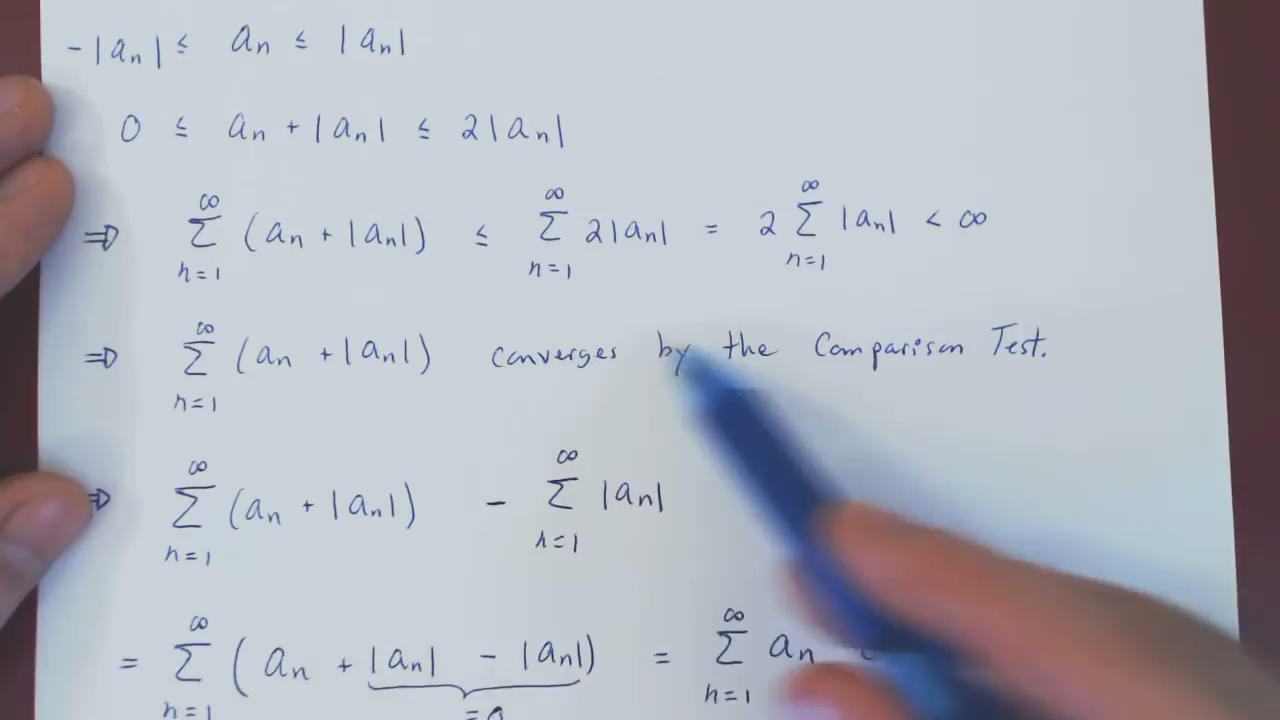 -|aₙ| ≤ aₙ ≤ |aₙ|
0 ≤ aₙ + |aₙ| ≤ 2|aₙ|
⇒ ∑_{n=1}^{∞} (aₙ + |aₙ|) ≤ ∑_{n=1}^{∞} 2|aₙ| = 2 ∑_{n=1}^{∞} |aₙ| < ∞
⇒ ∑_{n=1}^{∞} (aₙ + |aₙ|) converges by the Comparison Test.
⇒ ∑_{n=1}^{∞} (aₙ + |aₙ|) - ∑_{n=1}^{∞} |aₙ|
= ∑_{n=1}^{∞} (aₙ + |aₙ| - |aₙ|) = ∑_{n=1}^{∞} aₙ